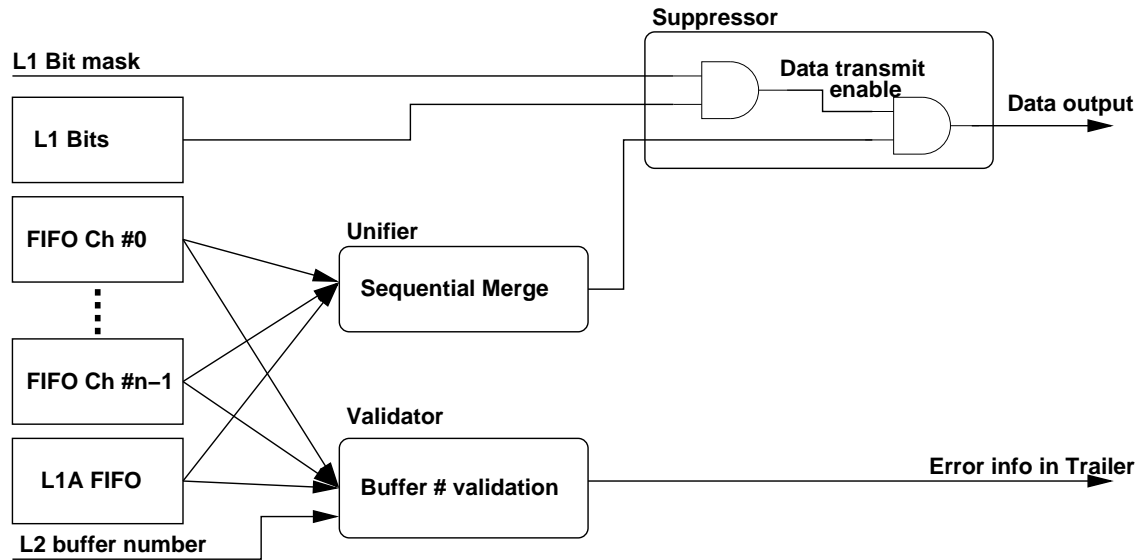 Suppressor
L1 Bit mask
Data transmit
enable
Data output
L1 Bits
FIFO Ch #0
Unifier
Sequential Merge
FIFO Ch #n−1
Validator
L1A FIFO
Buffer # validation
Error info in Trailer
L2 buffer number